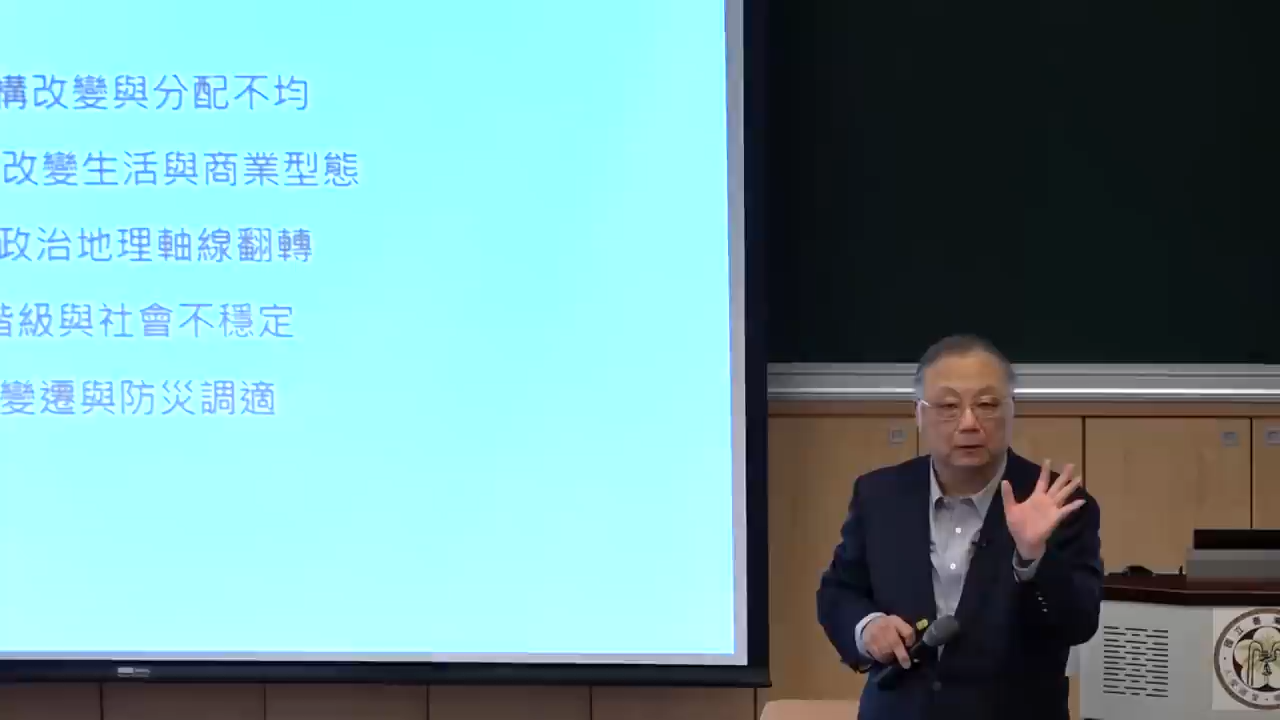 構改變與分配不均
改變生活與商業型態
政治地理軸線翻轉
階級與社會不穩定
變遷與防災調適